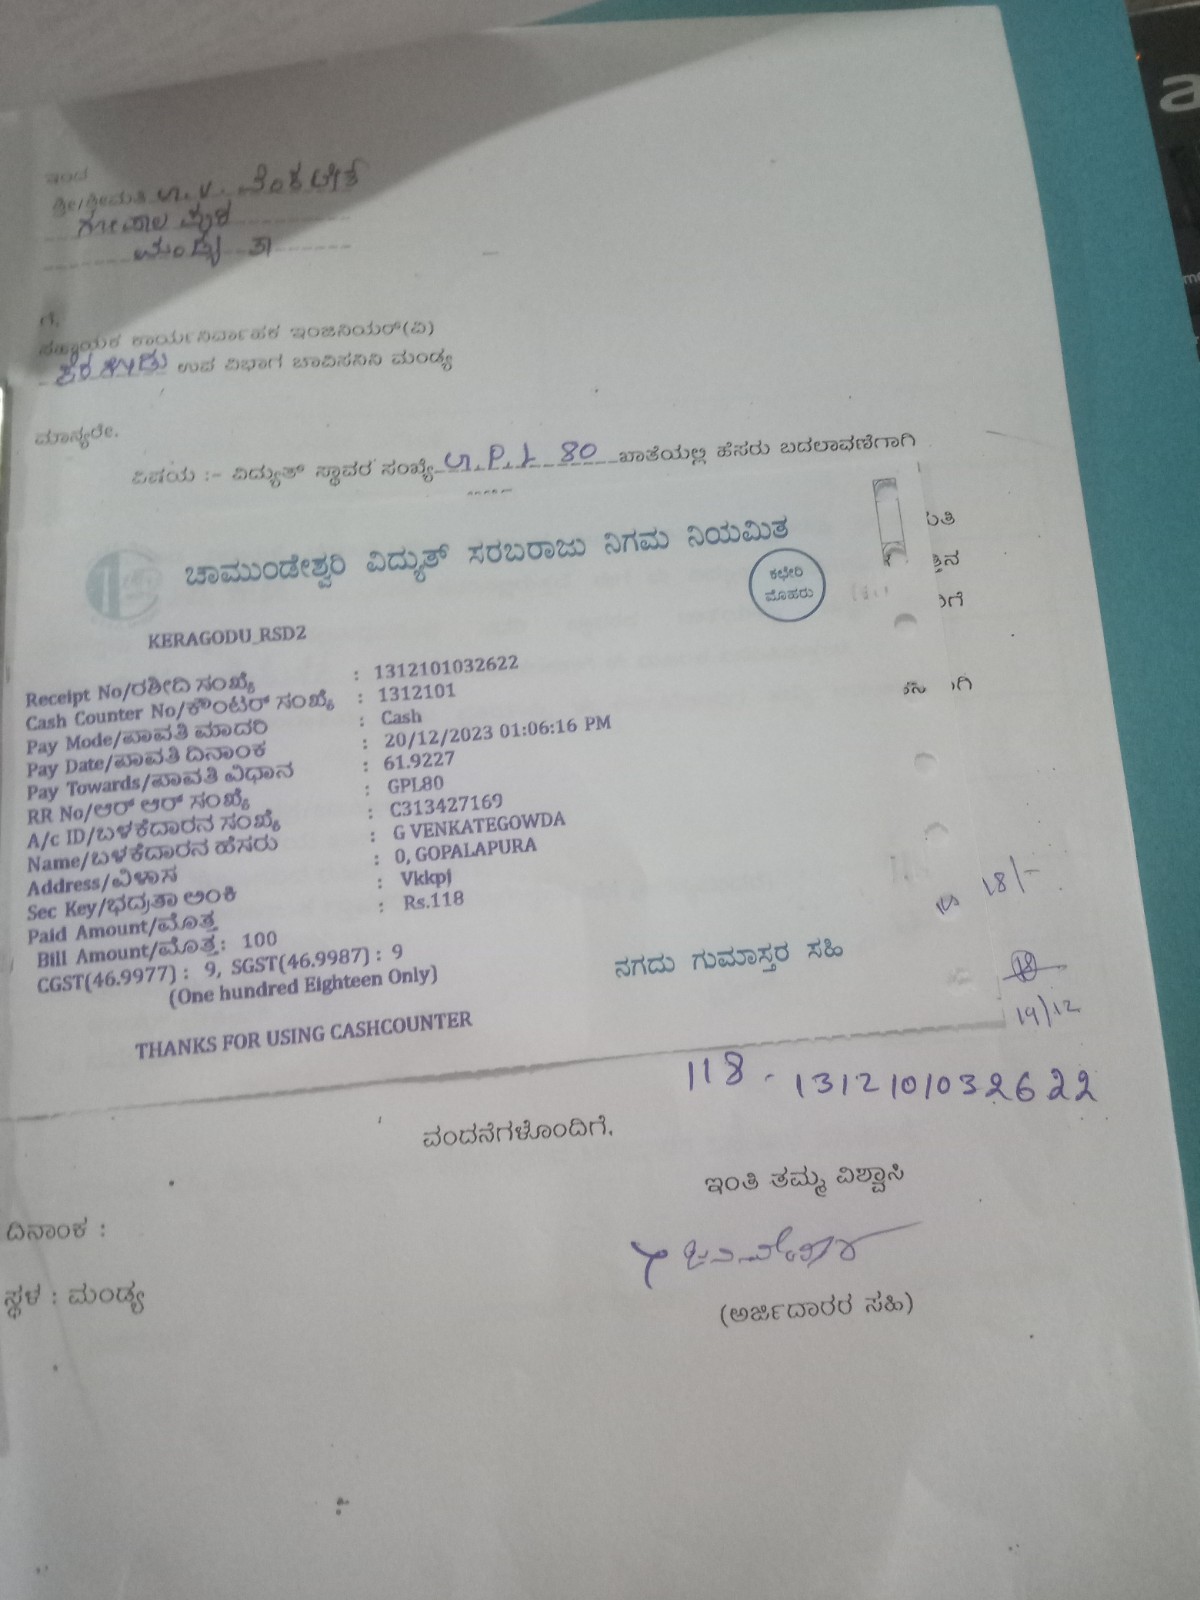 ಇಂದ
ಶ್ರೀ/ಶ್ರೀಮತಿ ಜಿ. ವಿ. ವೆಂಕಟೇಶ
ಗೋಪಾಲ ಪುರ
ಮಂಡ್ಯ ತಾ
ಗೆ,
ಸಹಾಯಕ ಕಾರ್ಯನಿರ್ವಾಹಕ ಇಂಜಿನಿಯರ್(ವಿ)
ಕೆರಗೋಡು ಉಪ ವಿಭಾಗ ಚಾವಿಸನಿನಿ ಮಂಡ್ಯ
ಮಾನ್ಯರೇ,
ವಿಷಯ :- ವಿದ್ಯುತ್ ಸ್ಥಾವರ ಸಂಖ್ಯೆ G.P.L 80 ಖಾತೆಯಲ್ಲಿ ಹೆಸರು ಬದಲಾವಣೆಗಾಗಿ
ಚಾಮುಂಡೇಶ್ವರಿ ವಿದ್ಯುತ್ ಸರಬರಾಜು ನಿಗಮ ನಿಯಮಿತ
ಕಛೇರಿ
ಮೊಹರು
KERAGODU_RSD2
Receipt No/ರಶೀದಿ ಸಂಖ್ಯೆ : 1312101032622
Cash Counter No/ಕೌಂಟರ್ ಸಂಖ್ಯೆ : 1312101
Pay Mode/ಪಾವತಿ ಮಾದರಿ : Cash
Pay Date/ಪಾವತಿ ದಿನಾಂಕ : 20/12/2023 01:06:16 PM
Pay Towards/ಪಾವತಿ ವಿಧಾನ : 61.9227
RR No/ಆರ್ ಆರ್ ಸಂಖ್ಯೆ : GPL80
A/c ID/ಬಳಕೆದಾರನ ಸಂಖ್ಯೆ : C313427169
Name/ಬಳಕೆದಾರನ ಹೆಸರು : G VENKATEGOWDA
Address/ವಿಳಾಸ : 0, GOPALAPURA
Sec Key/ಭದ್ರತಾ ಅಂಕಿ : Vkkpj
Paid Amount/ಮೊತ್ತ : Rs.118
Bill Amount/ಮೊತ್ತ : 100
CGST(46.9977) : 9, SGST(46.9987) : 9
(One hundred Eighteen Only)
ನಗದು ಗುಮಾಸ್ತರ ಸಹಿ
THANKS FOR USING CASHCOUNTER
18/-
19/12
118 - 1312101032622
ವಂದನೆಗಳೊಂದಿಗೆ,
ಇಂತಿ ತಮ್ಮ ವಿಶ್ವಾಸಿ
ದಿನಾಂಕ :
ಸ್ಥಳ : ಮಂಡ್ಯ
(ಅರ್ಜಿದಾರರ ಸಹಿ)